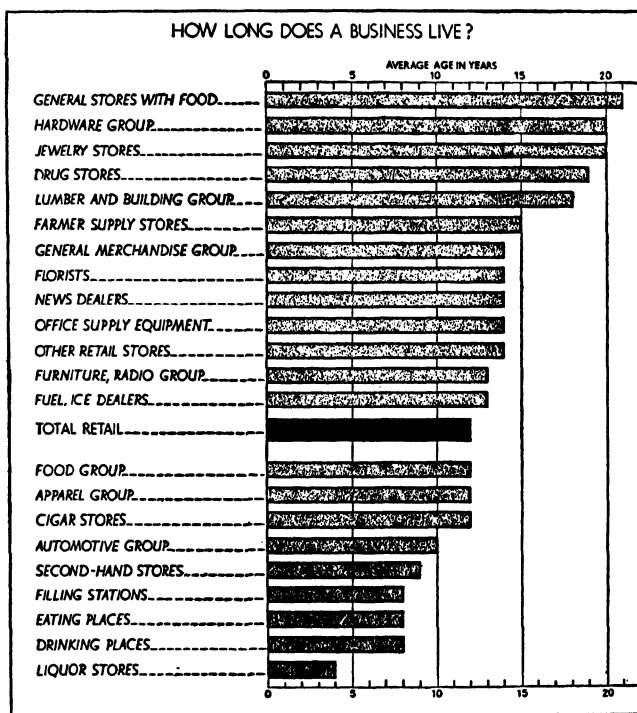 HOW LONG DOES A BUSINESS LIVE?
AVERAGE AGE IN YEARS
0 5 10 15 20
GENERAL STORES WITH FOOD
HARDWARE GROUP
JEWELRY STORES
DRUG STORES
LUMBER AND BUILDING GROUP
FARMER SUPPLY STORES
GENERAL MERCHANDISE GROUP
FLORISTS
NEWS DEALERS
OFFICE SUPPLY EQUIPMENT
OTHER RETAIL STORES
FURNITURE, RADIO GROUP
FUEL, ICE DEALERS
TOTAL RETAIL
FOOD GROUP
APPAREL GROUP
CIGAR STORES
AUTOMOTIVE GROUP
SECOND-HAND STORES
FILLING STATIONS
EATING PLACES
DRINKING PLACES
LIQUOR STORES
0 5 10 15 20